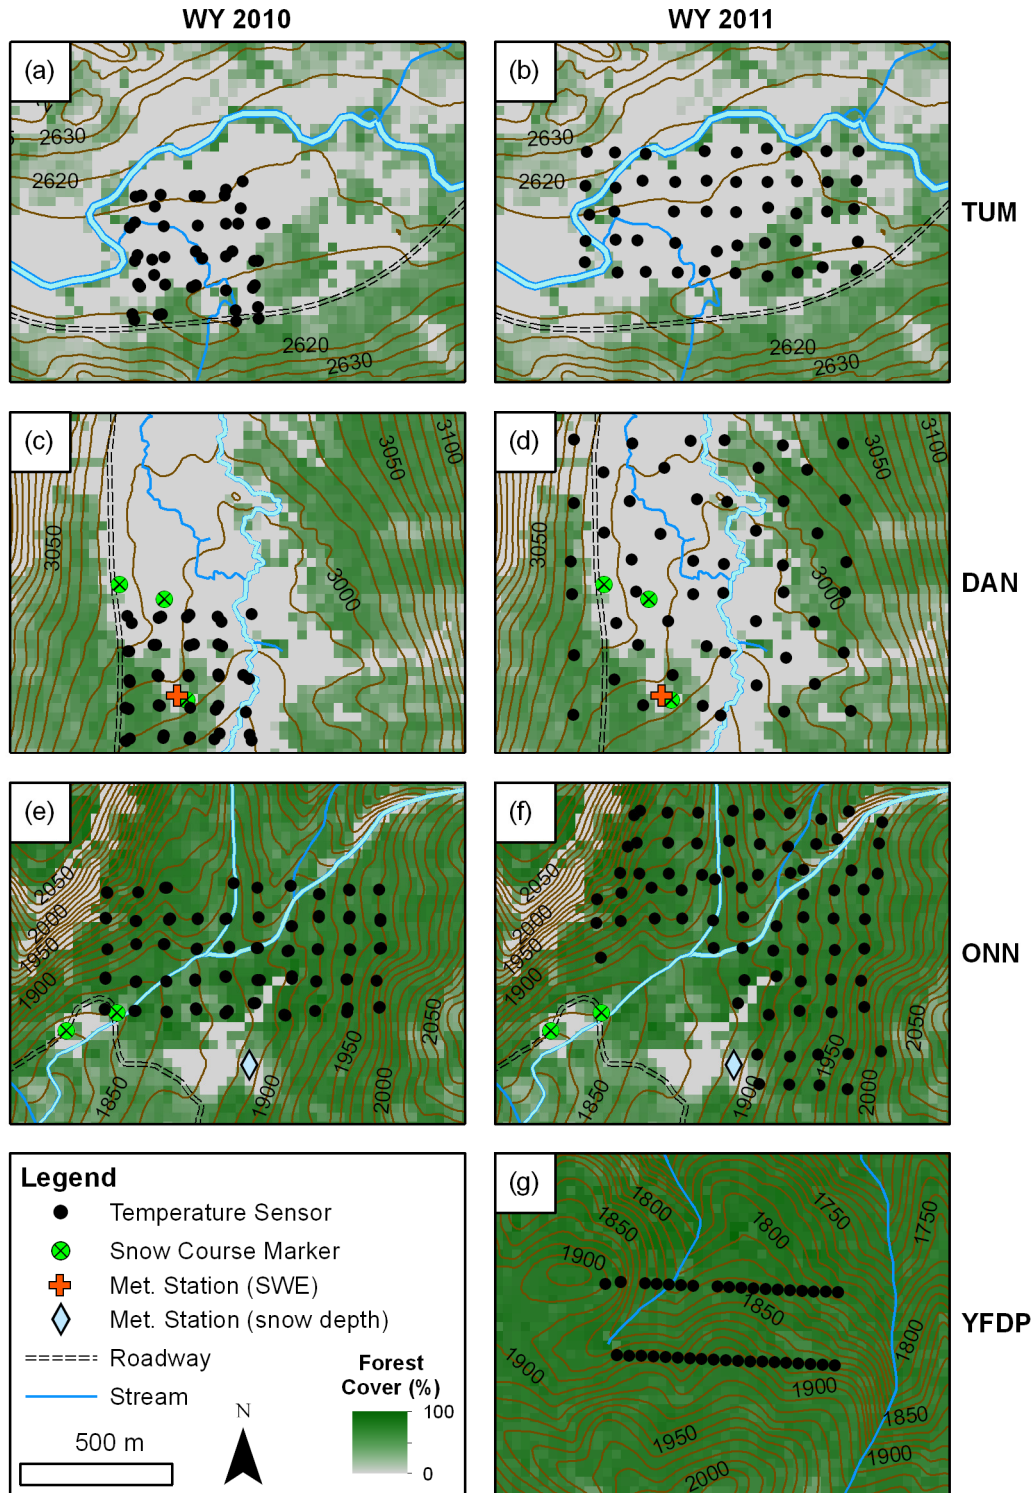 WY 2010
WY 2011
(a)
2630
2620
2620
2630
(b)
2630
2620
2620
2630
TUM
(c)
3050
3100
3050
3000
(d)
3050
3100
3050
3000
DAN
(e)
2050
2000
1950
1900
1850
1900
1950
2000
2050
(f)
2050
2000
1950
1900
1850
1900
1950
2000
2050
ONN
Legend
Temperature Sensor
Snow Course Marker
Met. Station (SWE)
Met. Station (snow depth)
Roadway
Stream
500 m
N
Forest
Cover (%)
100
0
(g)
1800
1850
1900
1800
1750
1750
1850
1800
1900
1900
1850
1900
1950
2000
YFDP